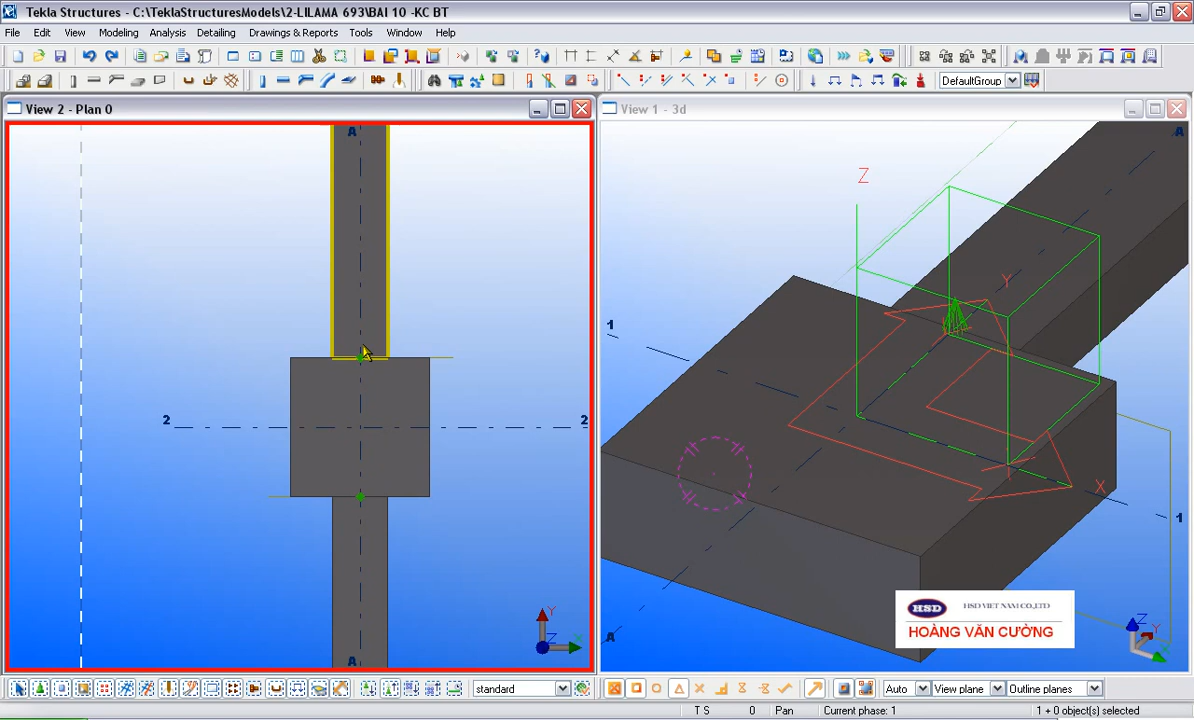 Tekla Structures - C:\TeklaStructuresModels\2-LILAMA 693\BAI 10 -KC BT
File Edit View Modeling Analysis Detailing Drawings & Reports Tools Window Help
DefaultGroup
View 2 - Plan 0
View 1 - 3d
A
2
2
A
Y
Z
X
A
Z
Y
X
1
1
A
Z
Y
X
HSD
HSD VIET NAM CO.,LTD
HOÀNG VĂN CƯỜNG
standard
Auto
View plane
Outline planes
T S 0 Pan Current phase: 1 1 + 0 object(s) selected